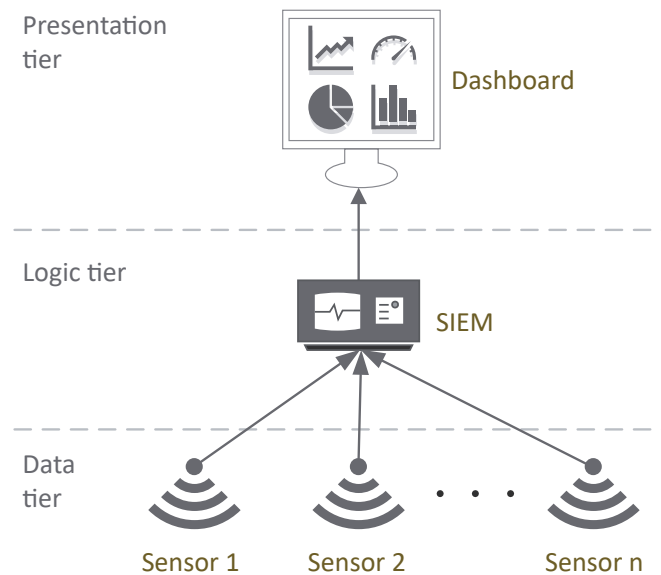 Presentation
tier
Dashboard
Logic tier
SIEM
Data
tier
Sensor 1
Sensor 2
Sensor n